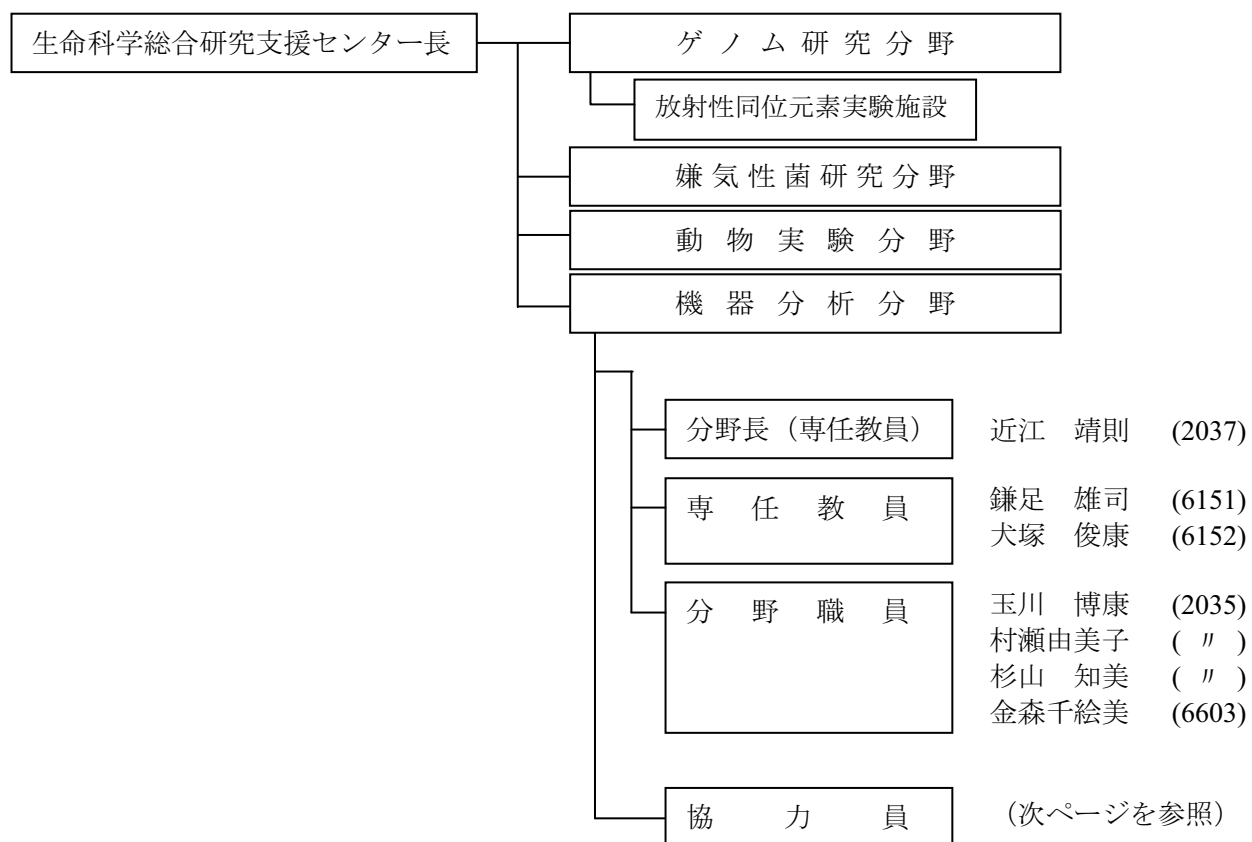 生命科学総合研究支援センター長
ゲノム研究分野
放射性同位元素実験施設
嫌気性菌研究分野
動物実験分野
機器分析分野
分野長（専任教員） 近江 靖則 (2037)
専任教員 鎌足 雄司 (6151)
犬塚 俊康 (6152)
分野職員 玉川 博康 (2035)
村瀬由美子 ( 〃 )
杉山 知美 ( 〃 )
金森千絵美 (6603)
協力員 （次ページを参照）